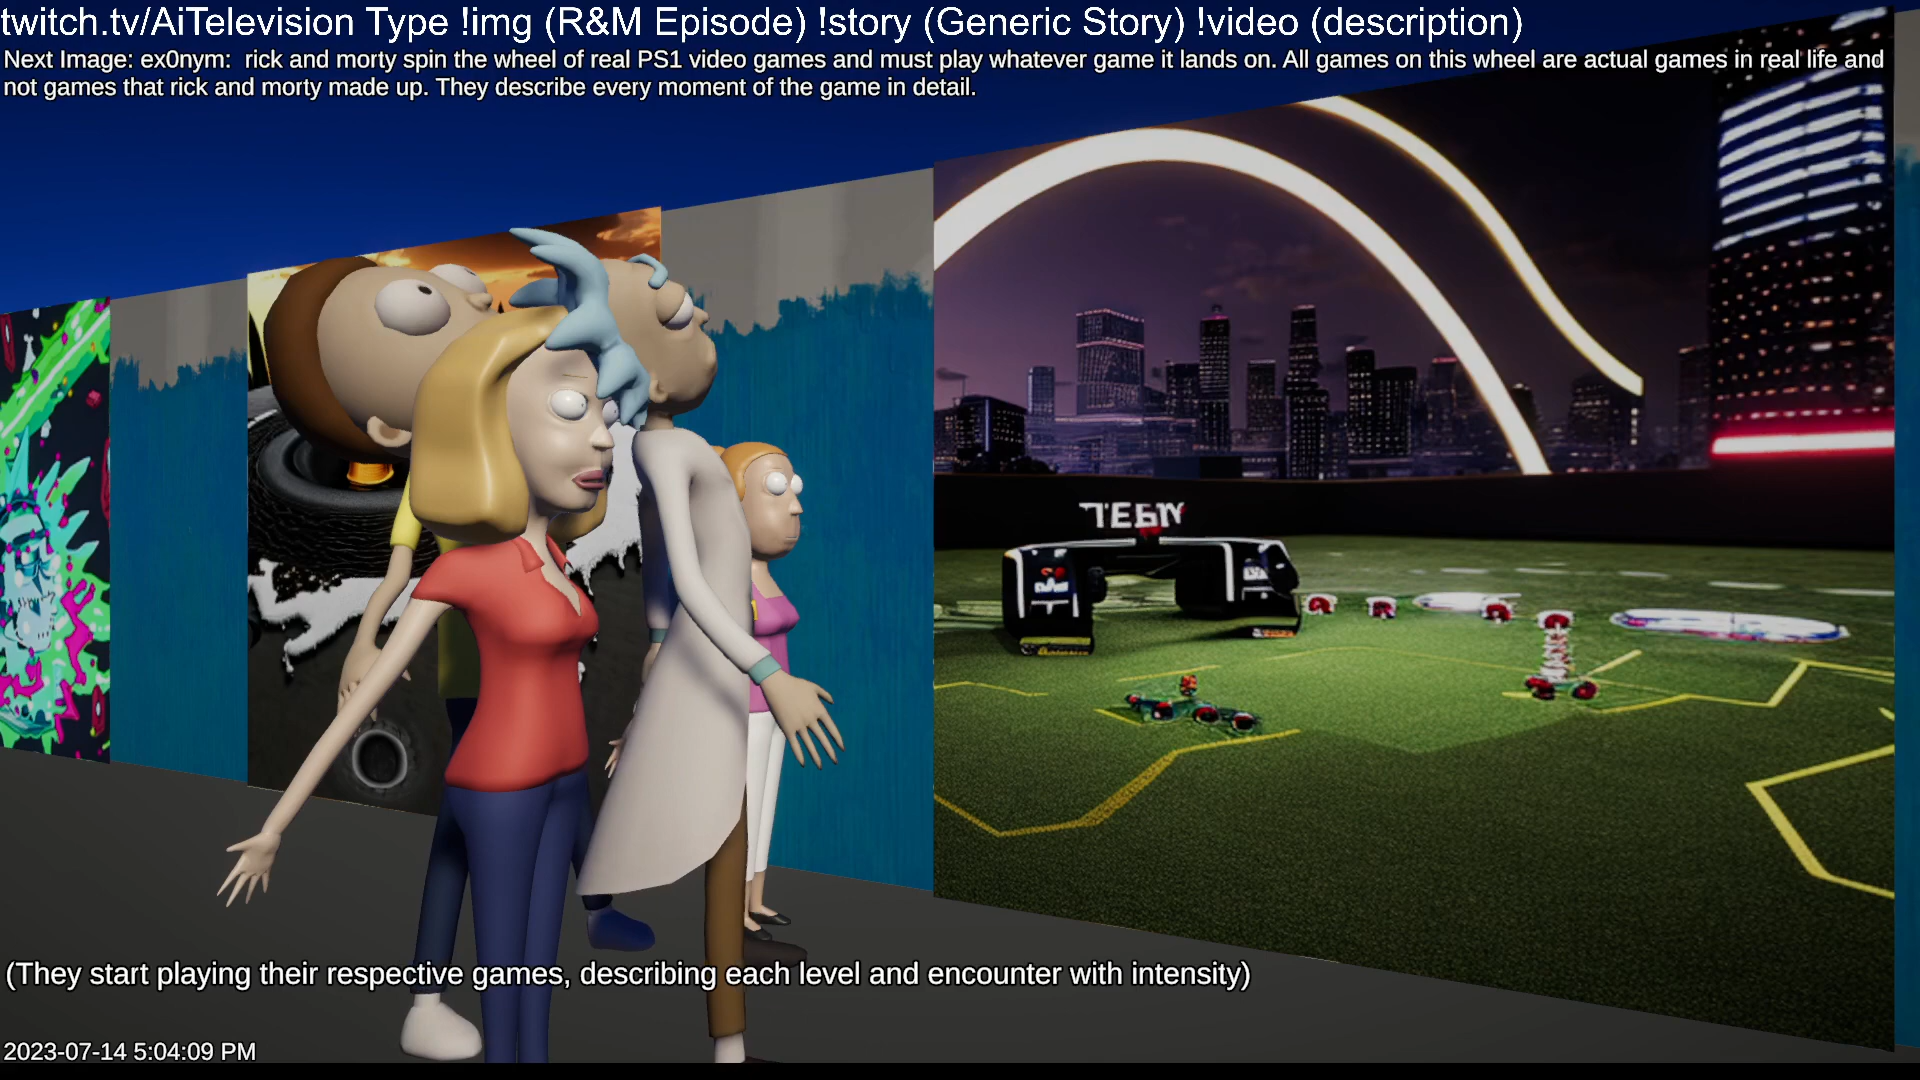 twitch.tv/AiTelevision Type !img (R&M Episode) !story (Generic Story) !video (description)
Next Image: ex0nym:  rick and morty spin the wheel of real PS1 video games and must play whatever game it lands on. All games on this wheel are actual games in real life and
not games that rick and morty made up. They describe every moment of the game in detail.
(They start playing their respective games, describing each level and encounter with intensity)
2023-07-14 5:04:09 PM